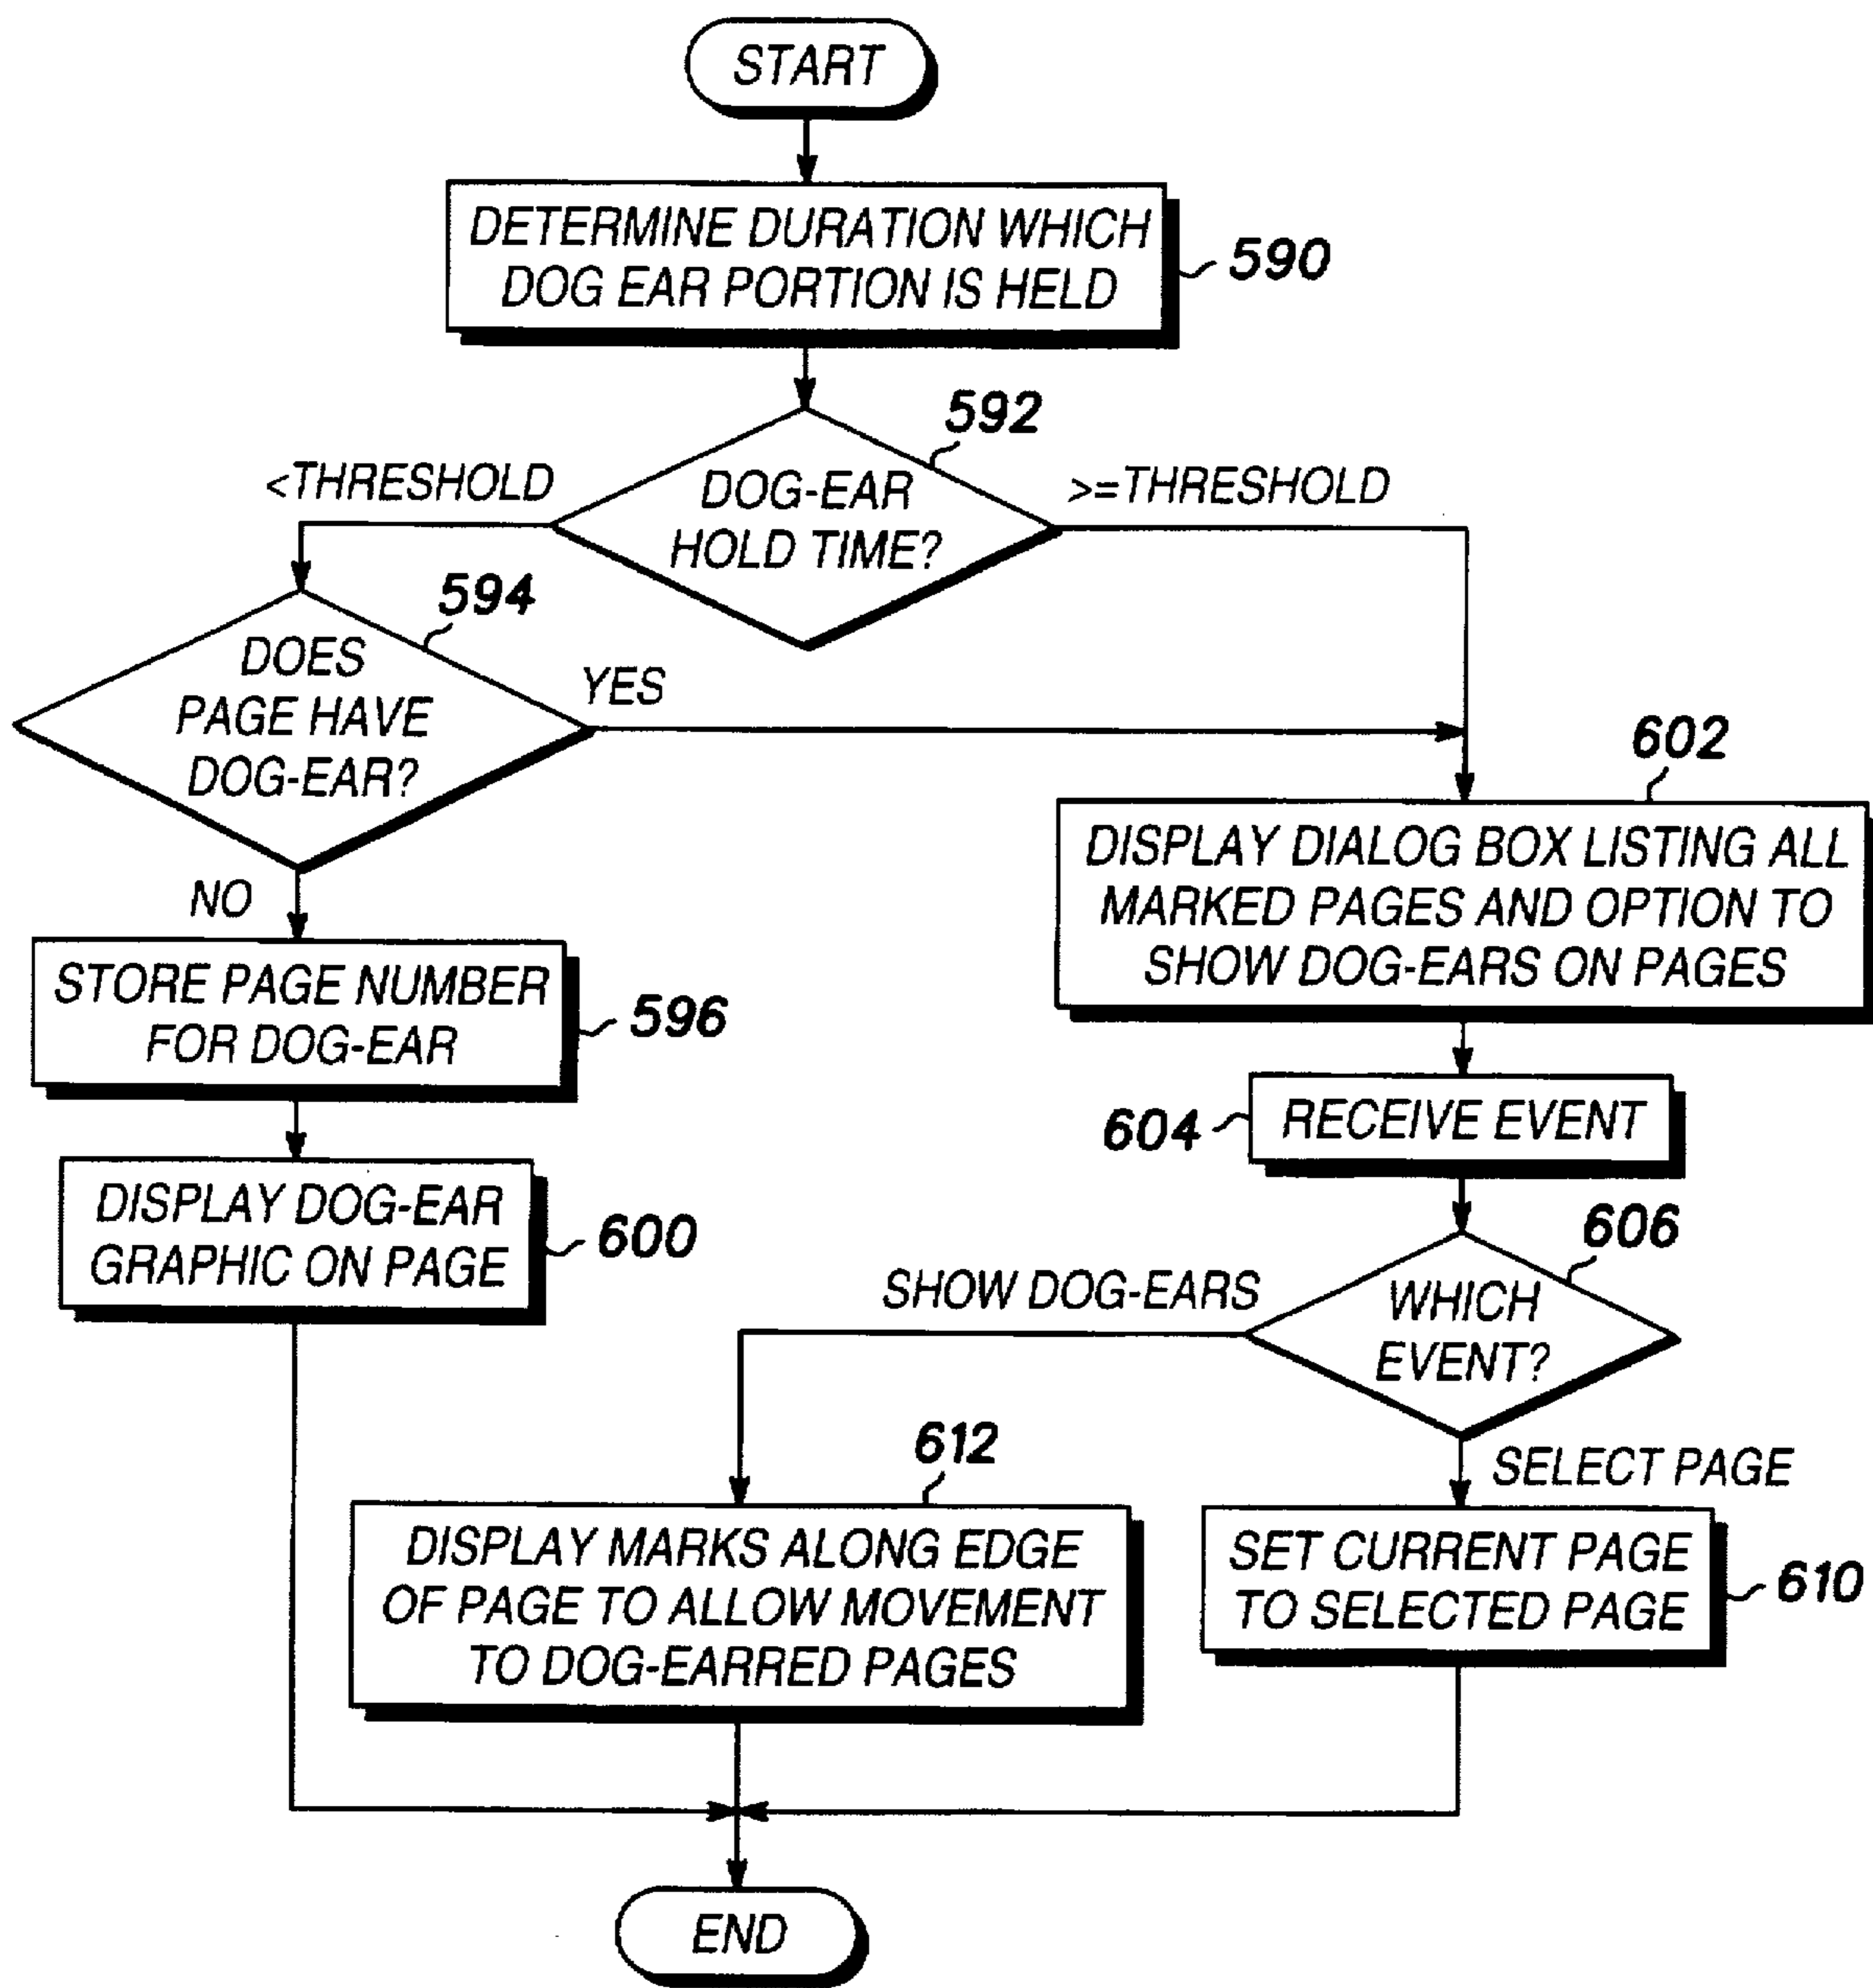 START
DETERMINE DURATION WHICH
DOG EAR PORTION IS HELD
590
592
<THRESHOLD
DOG-EAR
HOLD TIME?
>=THRESHOLD
594
DOES
PAGE HAVE
DOG-EAR?
YES
NO
602
DISPLAY DIALOG BOX LISTING ALL
MARKED PAGES AND OPTION TO
SHOW DOG-EARS ON PAGES
STORE PAGE NUMBER
FOR DOG-EAR
596
604
RECEIVE EVENT
DISPLAY DOG-EAR
GRAPHIC ON PAGE
600
606
SHOW DOG-EARS
WHICH
EVENT?
SELECT PAGE
612
DISPLAY MARKS ALONG EDGE
OF PAGE TO ALLOW MOVEMENT
TO DOG-EARRED PAGES
SET CURRENT PAGE
TO SELECTED PAGE
610
END